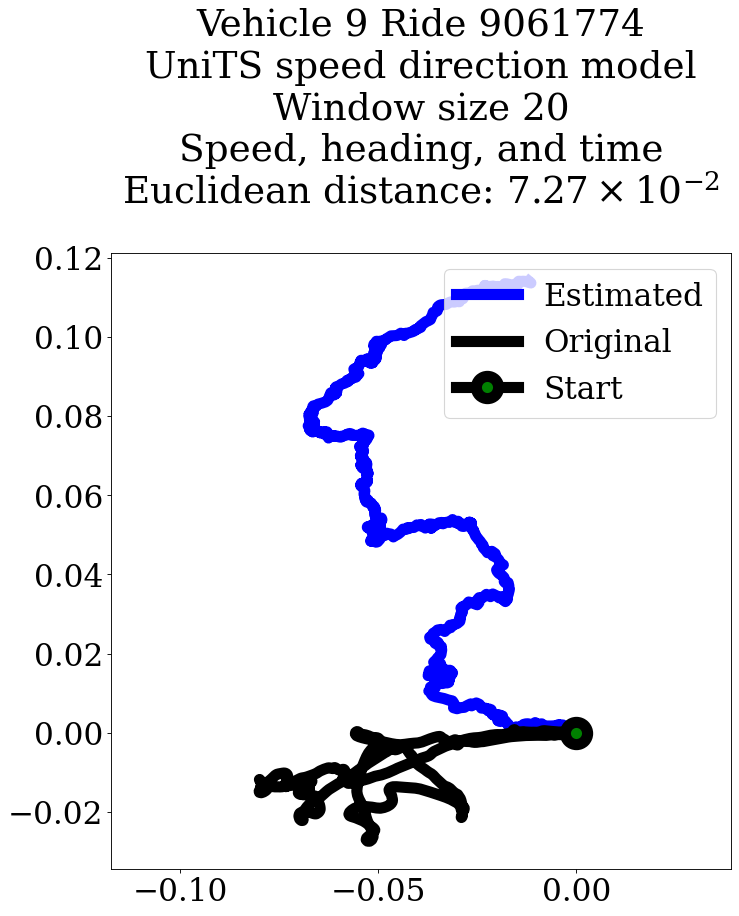 Vehicle 9 Ride 9061774
UniTS speed direction model
Window size 20
Speed, heading, and time
Euclidean distance: 7.27 × 10⁻²
0.12
0.10
0.08
0.06
0.04
0.02
0.00
−0.02
Estimated
Original
Start
−0.10
−0.05
0.00